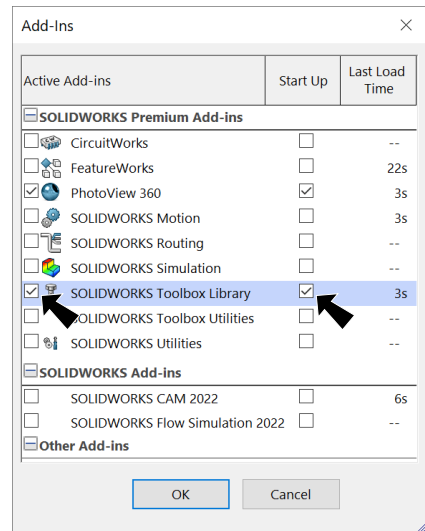 Add-Ins
Active Add-ins Start Up Last Load Time
SOLIDWORKS Premium Add-ins
CircuitWorks --
FeatureWorks 22s
PhotoView 360 3s
SOLIDWORKS Motion 3s
SOLIDWORKS Routing --
SOLIDWORKS Simulation --
SOLIDWORKS Toolbox Library 3s
SOLIDWORKS Toolbox Utilities --
SOLIDWORKS Utilities --
SOLIDWORKS Add-ins
SOLIDWORKS CAM 2022 6s
SOLIDWORKS Flow Simulation 2022 --
Other Add-ins
OK Cancel